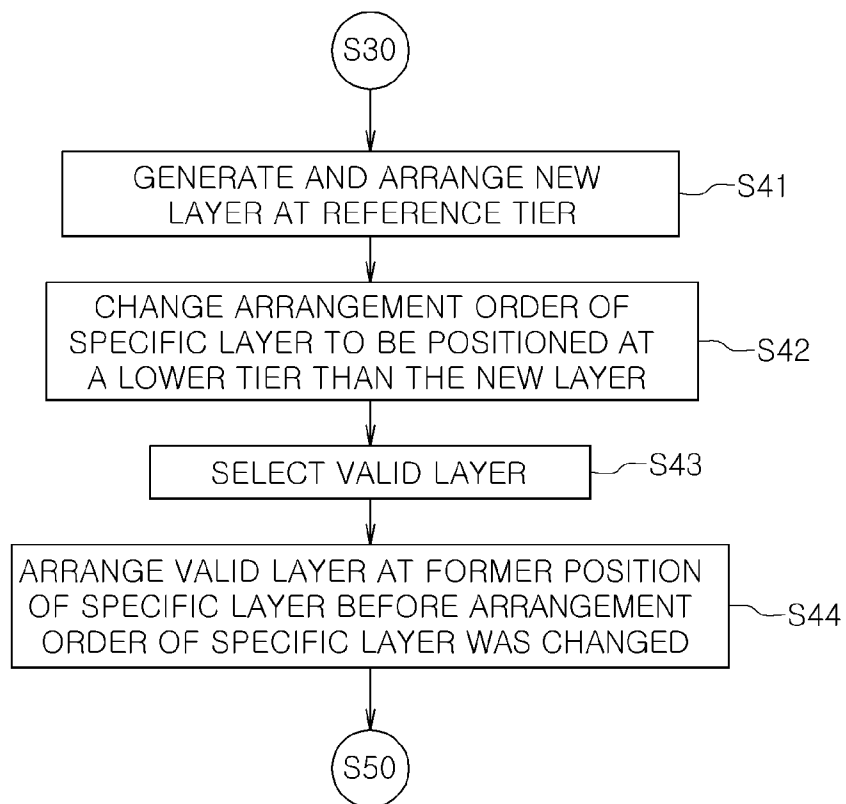 S30
GENERATE AND ARRANGE NEW
LAYER AT REFERENCE TIER
S41
CHANGE ARRANGEMENT ORDER OF
SPECIFIC LAYER TO BE POSITIONED AT
A LOWER TIER THAN THE NEW LAYER
S42
SELECT VALID LAYER
S43
ARRANGE VALID LAYER AT FORMER POSITION
OF SPECIFIC LAYER BEFORE ARRANGEMENT
ORDER OF SPECIFIC LAYER WAS CHANGED
S44
S50